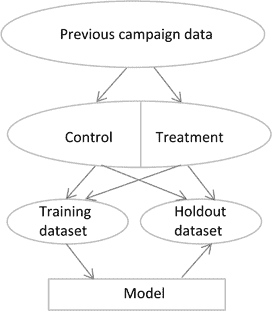 Previous campaign data
Control
Treatment
Training
dataset
Holdout
dataset
Model